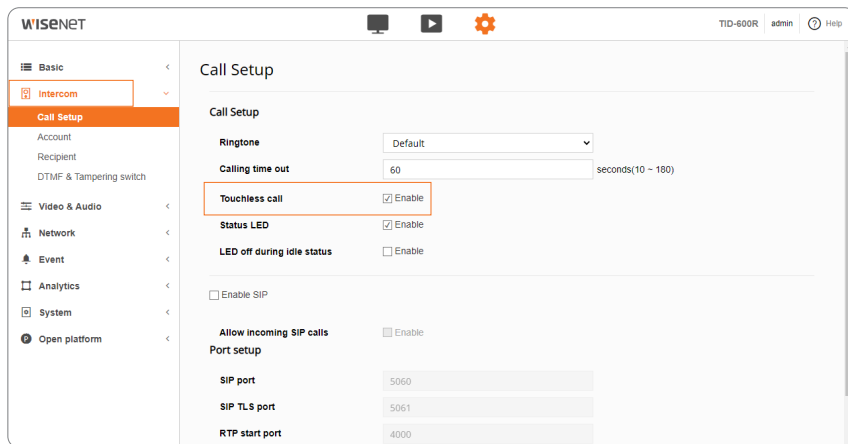 WISENET
TID-600R admin Help
Basic
Intercom
Call Setup
Account
Recipient
DTMF & Tampering switch
Video & Audio
Network
Event
Analytics
System
Open platform
Call Setup
Call Setup
Ringtone Default
Calling time out 60 seconds(10 ~ 180)
Touchless call Enable
Status LED Enable
LED off during idle status Enable
Enable SIP
Allow incoming SIP calls Enable
Port setup
SIP port 5060
SIP TLS port 5061
RTP start port 4000